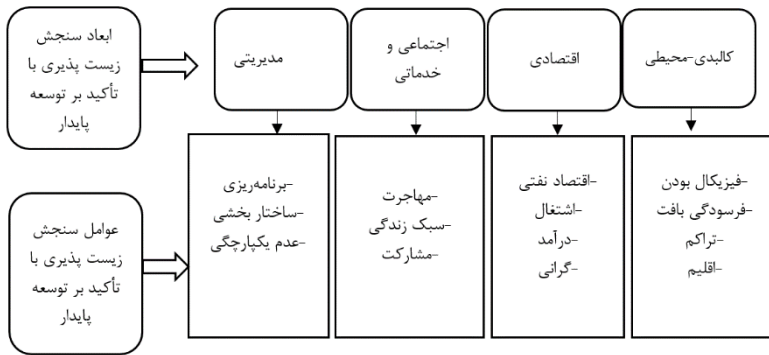 ابعاد سنجش
زیست پذیری با
تأکید بر توسعه
پایدار
کالبدی-محیطی
اقتصادی
اجتماعی و
خدماتی
مدیریتی
عوامل سنجش
زیست پذیری با
تأکید بر توسعه
پایدار
-فیزیکال بودن
-فرسودگی بافت
-تراکم
-اقلیم
-اقتصاد نفتی
-اشتغال
-درآمد
-گرانی
-مهاجرت
-سبک زندگی
-مشارکت
-برنامه‌ریزی
-ساختار بخشی
-عدم یکپارچگی